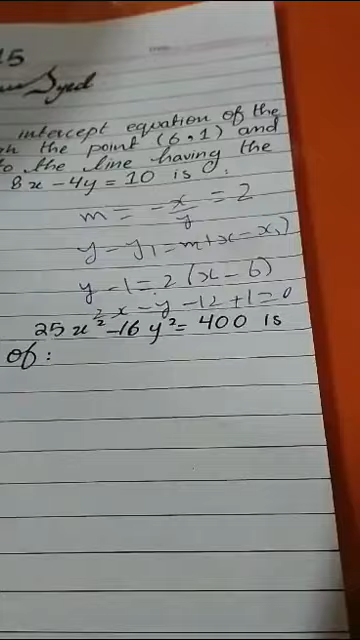 15
Syed
intercept equation of the
the point (6,1) and
to the line having the
8x - 4y = 10 is :
m = -x/y = 2
y - y1 = m(x - x1)
y - 1 = 2 (x - 6)
2x - y - 12 + 1 = 0
25x² - 16y² = 400 is
of :